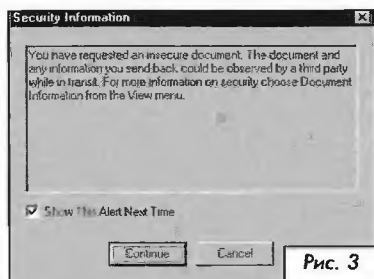 Security Information
You have requested an insecure document. The document and
any information you send back could be observed by a third party
while in transit. For more information on security choose Document
Information from the View menu.
Show This Alert Next Time
Continue Cancel
Рис. 3